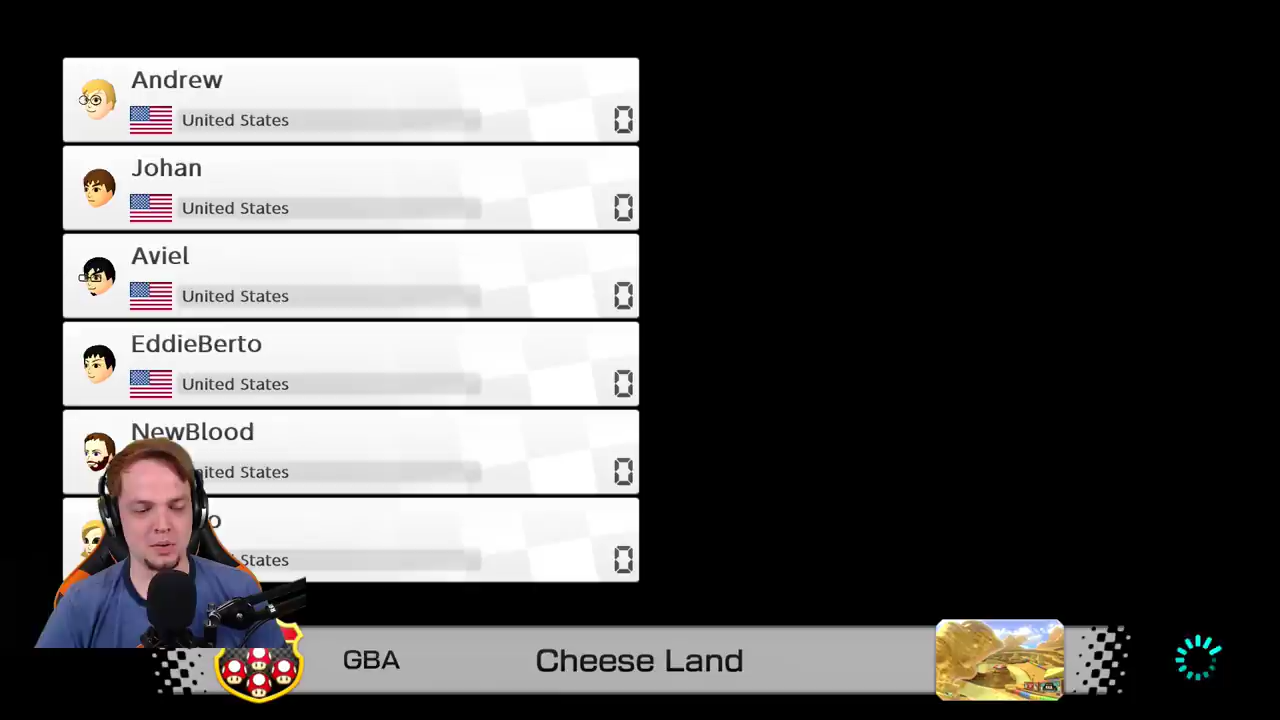 Andrew
United States
0
Johan
United States
0
Aviel
United States
0
EddieBerto
United States
0
NewBlood
United States
0
States
0
GBA
Cheese Land